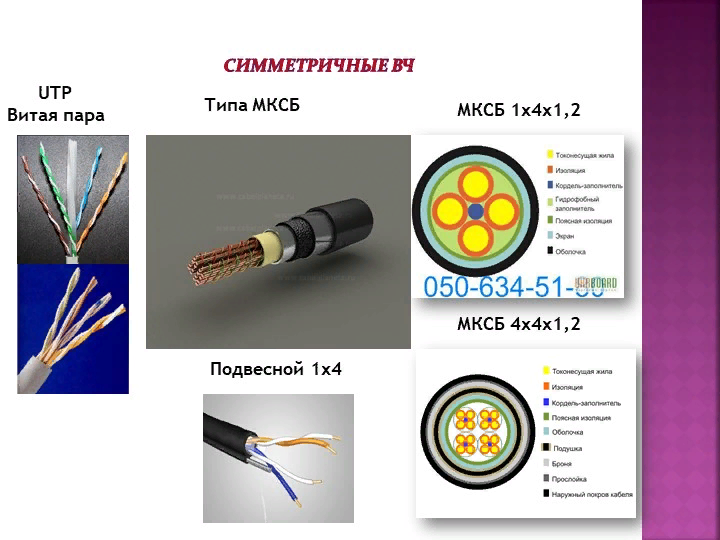 СИММЕТРИЧНЫЕ ВЧ
UTP
Витая пара
Типа МКСБ
МКСБ 1х4х1,2
Токонесущая жила
Изоляция
Кордель-заполнитель
Гидрофобный
заполнитель
Поясная изоляция
Экран
Оболочка
050-634-51-
МКСБ 4х4х1,2
Подвесной 1х4
Токонесущая жила
Изоляция
Кордель-заполнитель
Поясная изоляция
Оболочка
Подушка
Броня
Прослойка
Наружный покров кабеля